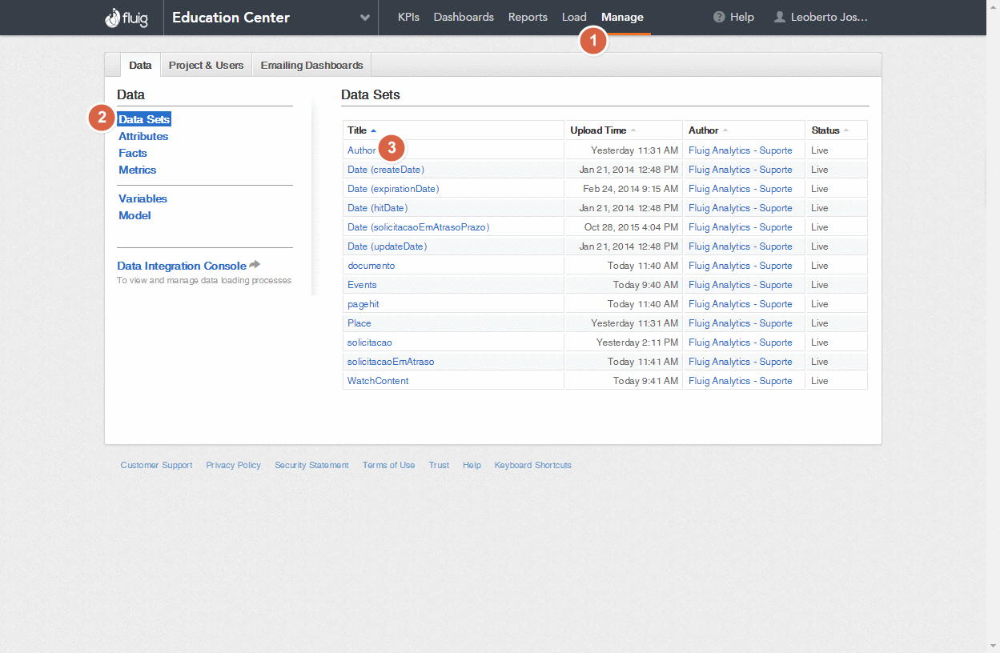 fluig Education Center KPIs Dashboards Reports Load Manage Help Leoberto Jos...
1
Data Project & Users Emailing Dashboards
Data
2
Data Sets
Attributes
Facts
Metrics
Variables
Model
Data Integration Console
To view and manage data loading processes
Data Sets
Title Upload Time Author Status
Author 3 Yesterday 11:31 AM Fluig Analytics - Suporte Live
Date (createDate) Jan 21, 2014 12:48 PM Fluig Analytics - Suporte Live
Date (expirationDate) Feb 24, 2014 9:15 AM Fluig Analytics - Suporte Live
Date (hitDate) Jan 21, 2014 12:48 PM Fluig Analytics - Suporte Live
Date (solicitacaoEmAtrasoPrazo) Oct 28, 2015 4:04 PM Fluig Analytics - Suporte Live
Date (updateDate) Jan 21, 2014 12:48 PM Fluig Analytics - Suporte Live
documento Today 11:40 AM Fluig Analytics - Suporte Live
Events Today 9:40 AM Fluig Analytics - Suporte Live
pagehit Today 11:40 AM Fluig Analytics - Suporte Live
Place Yesterday 11:31 AM Fluig Analytics - Suporte Live
solicitacao Yesterday 2:11 PM Fluig Analytics - Suporte Live
solicitacaoEmAtraso Today 11:41 AM Fluig Analytics - Suporte Live
WatchContent Today 9:41 AM Fluig Analytics - Suporte Live
Customer Support Privacy Policy Security Statement Terms of Use Trust Help Keyboard Shortcuts